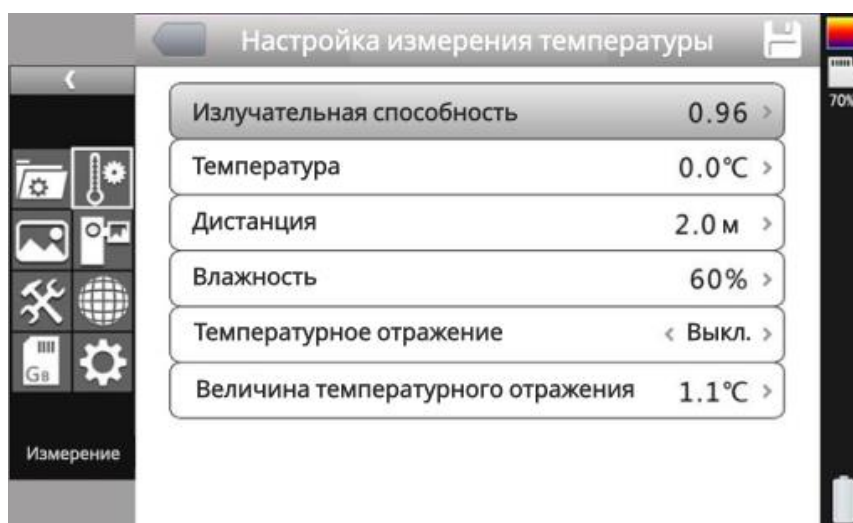 Настройка измерения температуры
70%
Излучательная способность 0.96 >
Температура 0.0℃ >
Дистанция 2.0 м >
Влажность 60% >
Температурное отражение < Выкл. >
Величина температурного отражения 1.1℃ >
GB
Измерение